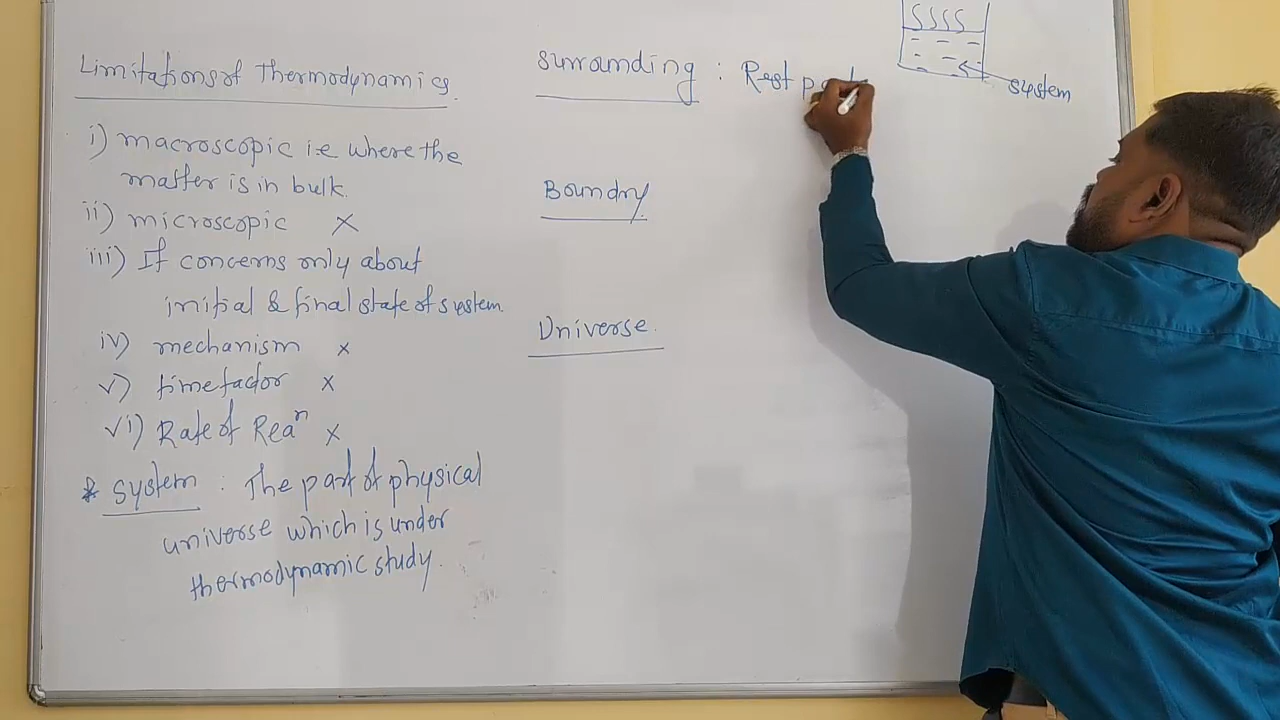 Limitations of Thermodynamics.
i) macroscopic i.e where the
matter is in bulk.
ii) microscopic ×
iii) It concerns only about
initial & final state of system.
iv) mechanism ×
v) time factor ×
vi) Rate of Reaⁿ ×
* System : The part of physical
universe which is under
thermodynamic study.
Surrounding : Rest part
Boundry
Universe.
system